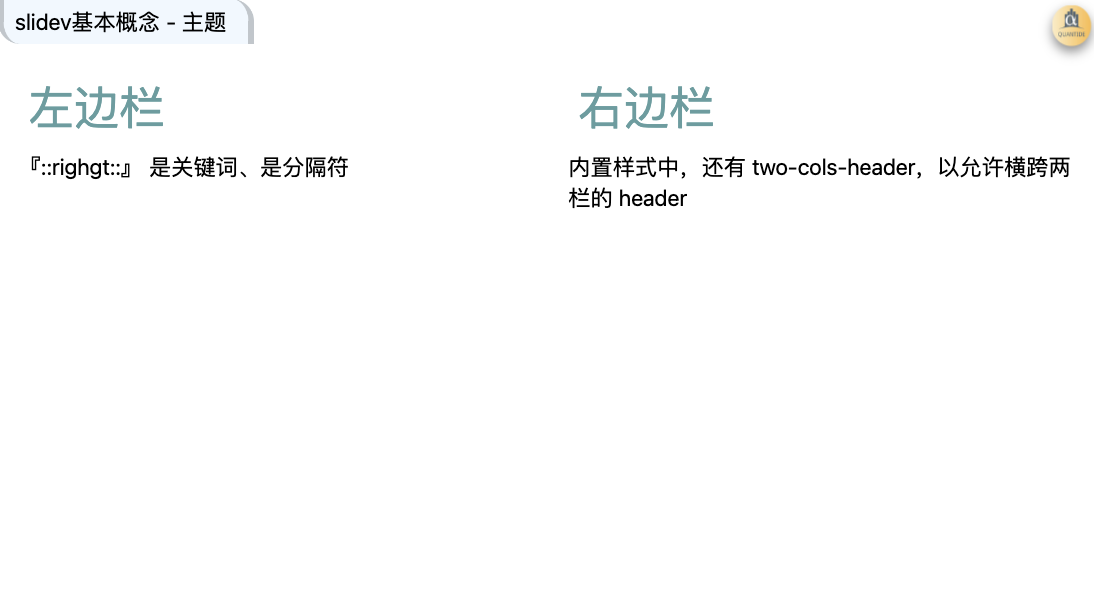 slidev基本概念 - 主题
QUANTIDE
左边栏
右边栏
『::righgt::』 是关键词、是分隔符
内置样式中，还有 two-cols-header，以允许横跨两
栏的 header